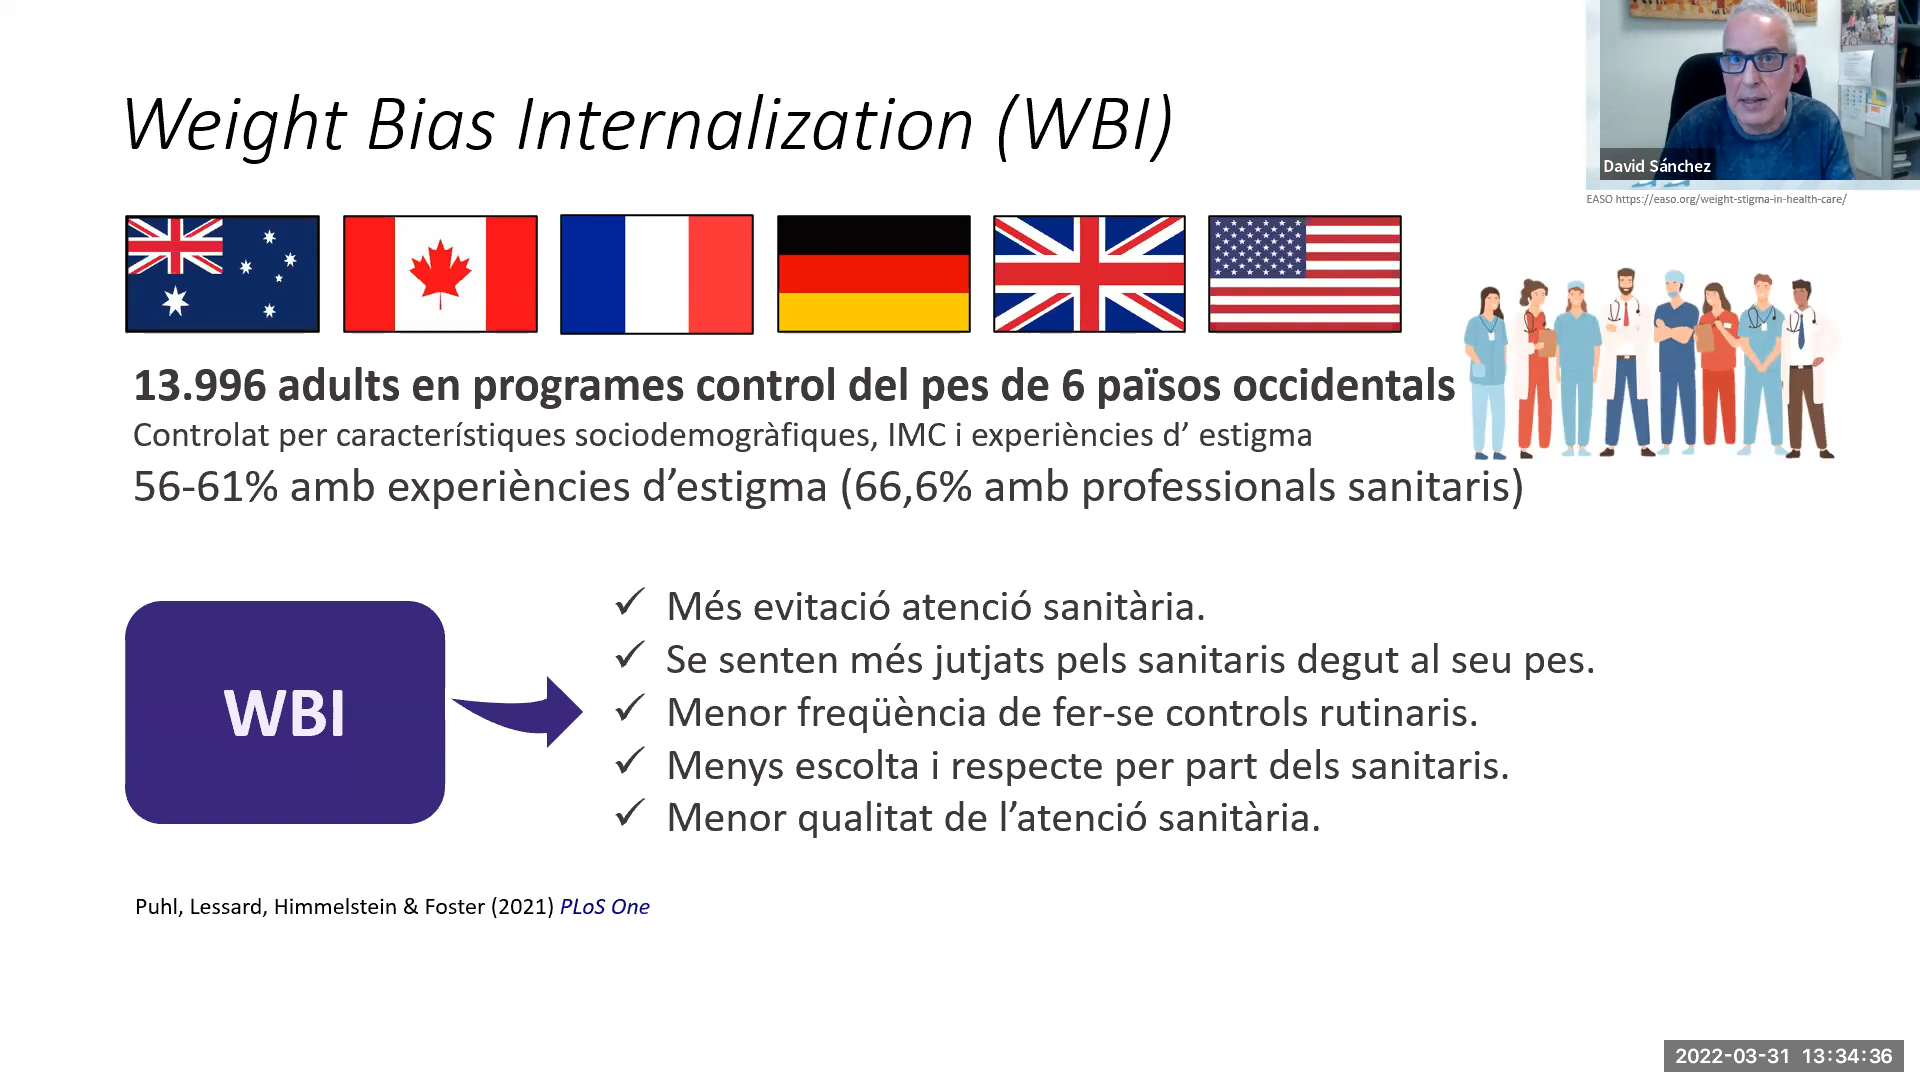 Weight Bias Internalization (WBI)
David Sánchez
EASO https://easo.org/weight-stigma-in-health-care/
13.996 adults en programes control del pes de 6 països occidentals
Controlat per característiques sociodemogràfiques, IMC i experiències d’ estigma
56-61% amb experiències d’estigma (66,6% amb professionals sanitaris)
WBI
✓ Més evitació atenció sanitària.
✓ Se senten més jutjats pels sanitaris degut al seu pes.
✓ Menor freqüència de fer-se controls rutinaris.
✓ Menys escolta i respecte per part dels sanitaris.
✓ Menor qualitat de l’atenció sanitària.
Puhl, Lessard, Himmelstein & Foster (2021) PLoS One
2022-03-31 13:34:36